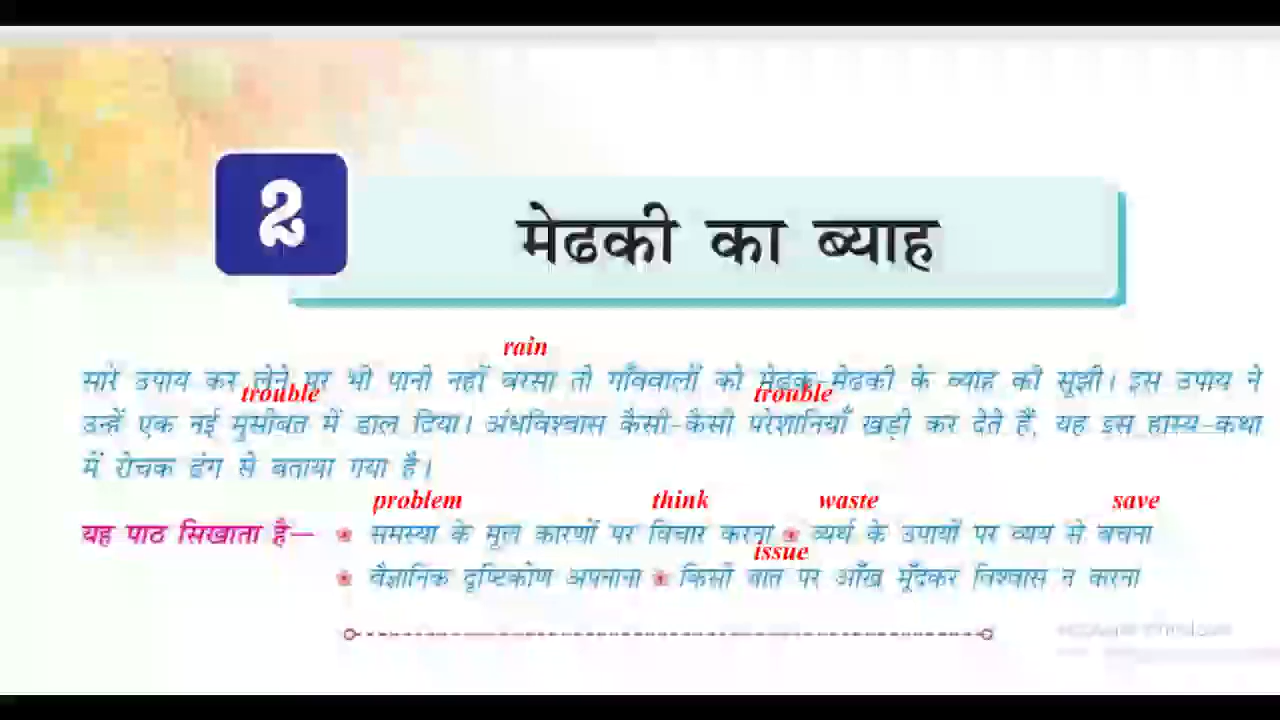 2
मेढकी का ब्याह
rain
सारे उपाय कर लेने पर भी पानी नहीं बरसा तो गाँववालों को मेढक-मेढकी के ब्याह की सूझी। इस उपाय ने
trouble trouble
उन्हें एक नई मुसीबत में डाल दिया। अंधविश्वास कैसी-कैसी परेशानियाँ खड़ी कर देते हैं, यह इस हास्य-कथा
में रोचक ढंग से बताया गया है।
problem think waste save
यह पाठ सिखाता है— समस्या के मूल कारणों पर विचार करना व्यर्थ के उपायों पर व्यय से बचना
issue
वैज्ञानिक दृष्टिकोण अपनाना किसी बात पर आँख मूँदकर विश्वास न करना